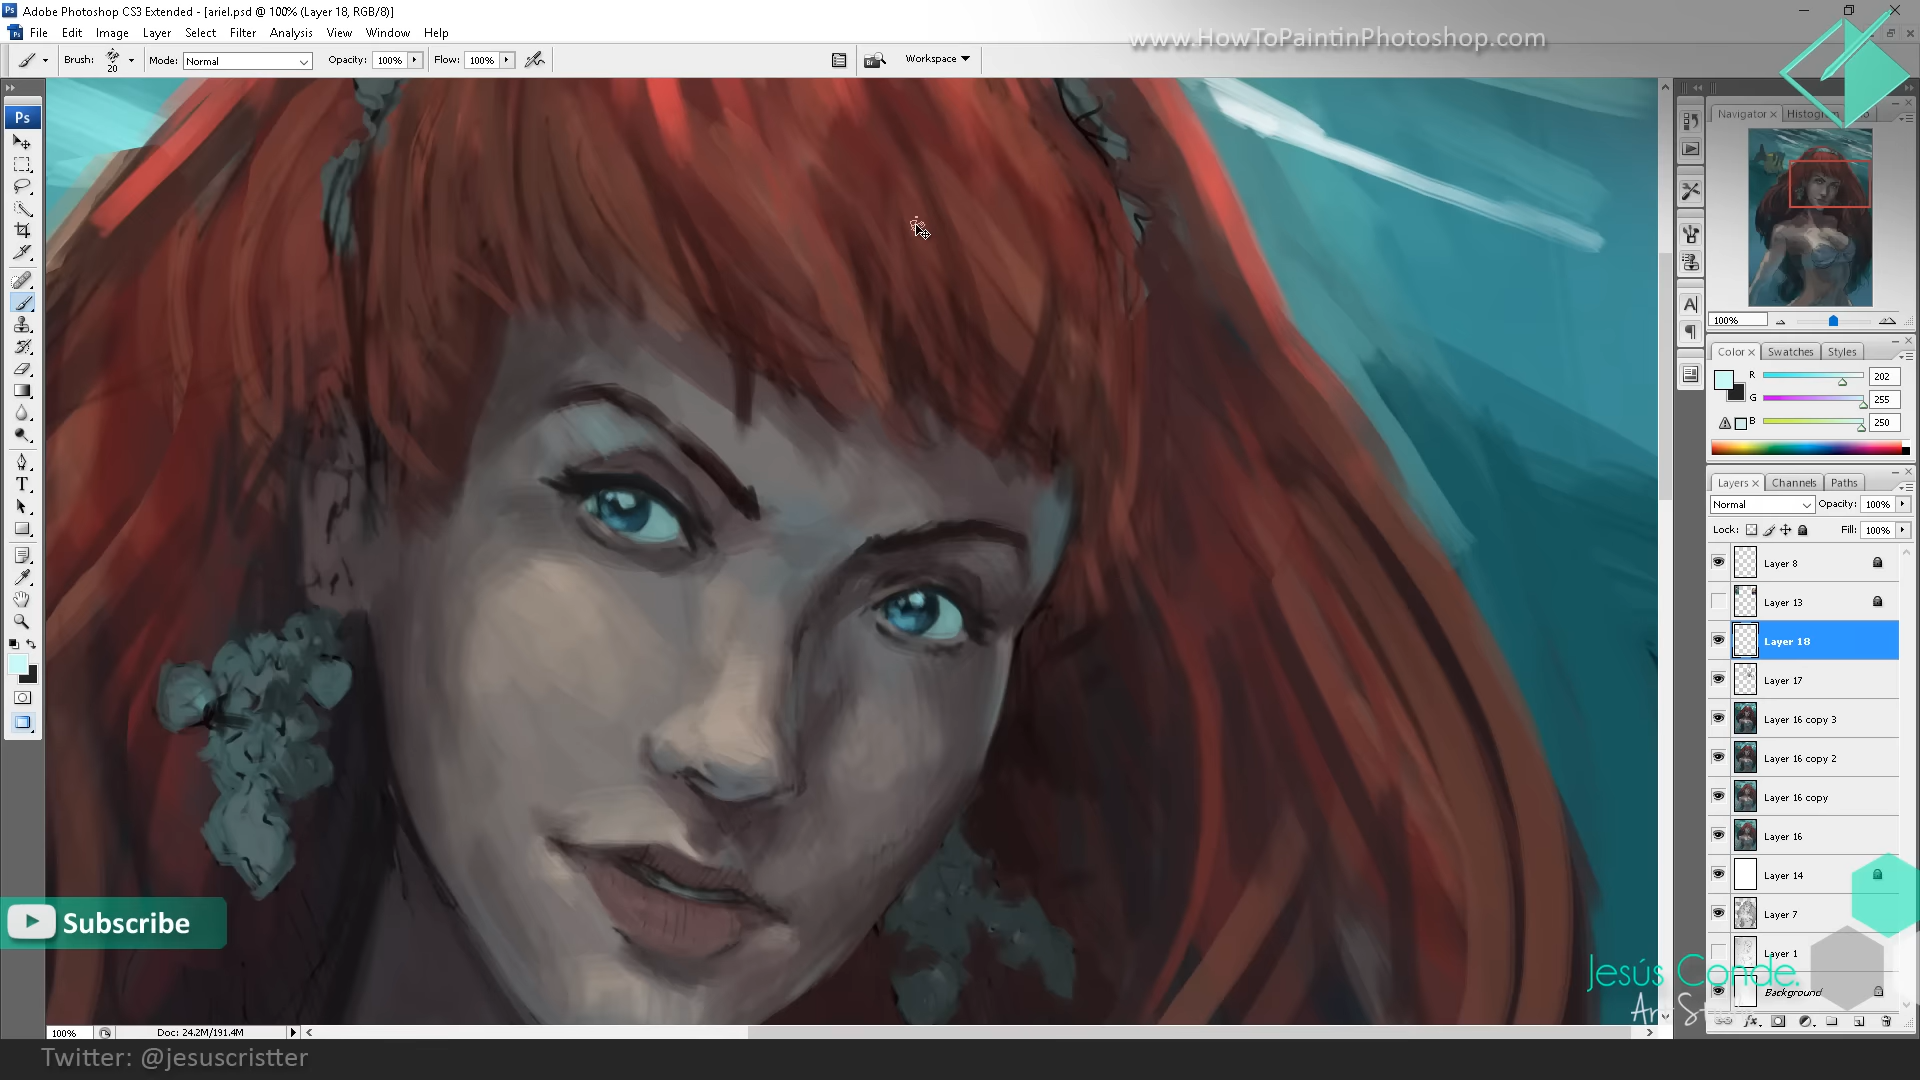 Adobe Photoshop CS3 Extended - [ariel.psd @ 100% (Layer 18, RGB/8)]
File Edit Image Layer Select Filter Analysis View Window Help
www.HowToPaintinPhotoshop.com
Brush: 20 Mode: Normal Opacity: 100% Flow: 100% Workspace
Ps
Navigator Histogram
100%
Color Swatches Styles
R 202
G 255
B 250
Layers Channels Paths
Normal Opacity: 100%
Lock: Fill: 100%
Layer 8
Layer 13
Layer 18
Layer 17
Layer 16 copy 3
Layer 16 copy 2
Layer 16 copy
Layer 16
Layer 14
Layer 7
Layer 1
Background
Subscribe
Jesús Conde.
100% Doc: 24.2M/191.4M
Twitter: @jesuscristter